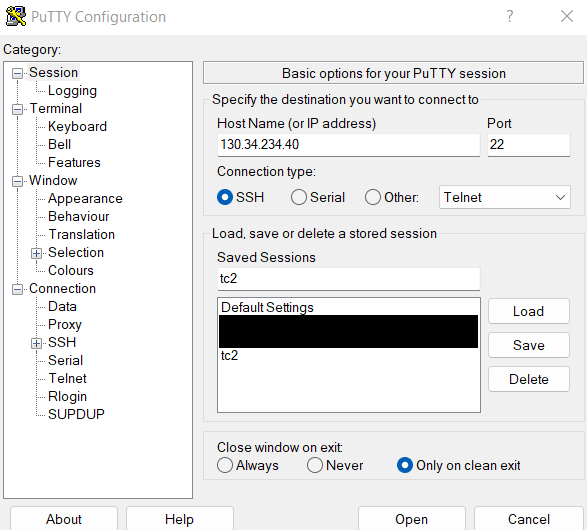 PuTTY Configuration
?
Category:
Session
Logging
Terminal
Keyboard
Bell
Features
Window
Appearance
Behaviour
Translation
Selection
Colours
Connection
Data
Proxy
SSH
Serial
Telnet
Rlogin
SUPDUP
Basic options for your PuTTY session
Specify the destination you want to connect to
Host Name (or IP address) Port
130.34.234.40 22
Connection type:
SSH Serial Other: Telnet
Load, save or delete a stored session
Saved Sessions
tc2
Default Settings
tc2
Load
Save
Delete
Close window on exit:
Always Never Only on clean exit
About Help Open Cancel